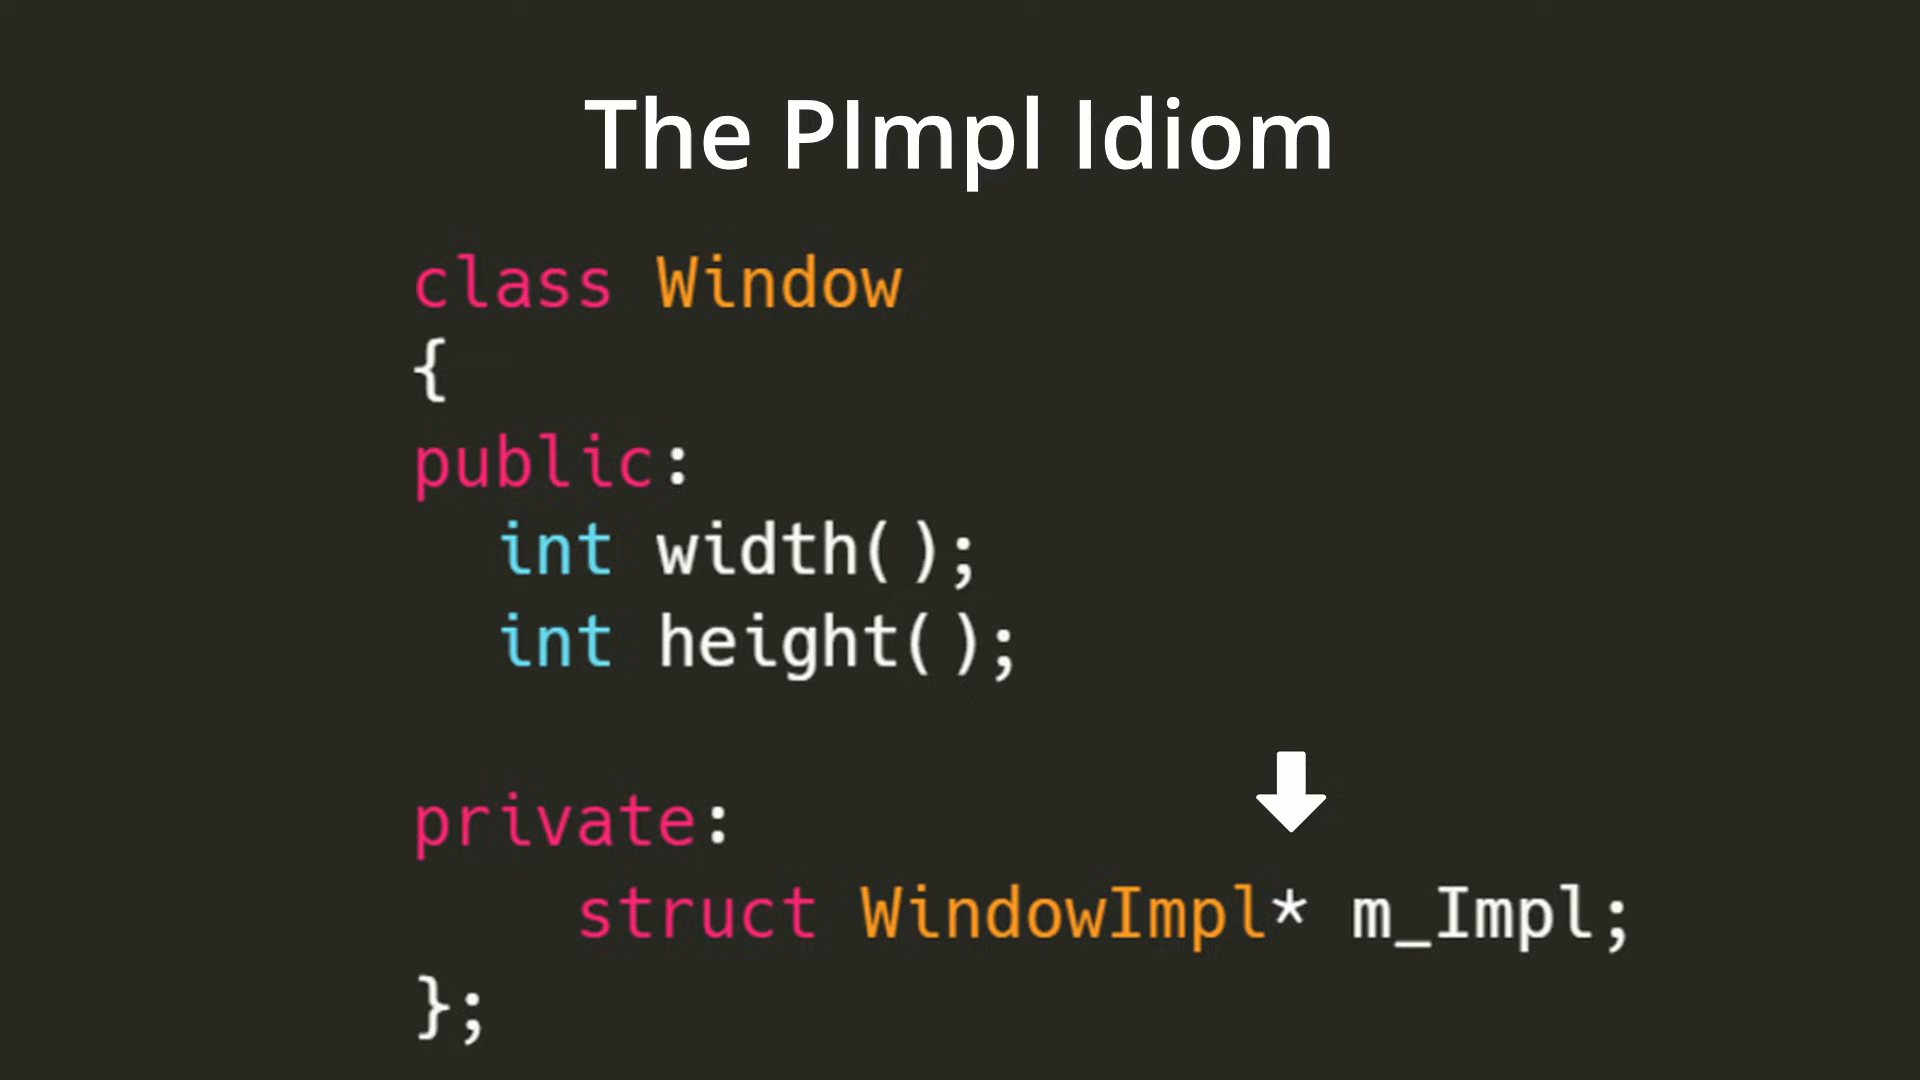 The PImpl Idiom
class Window
{
public:
int width();
int height();
private:
struct WindowImpl* m_Impl;
};